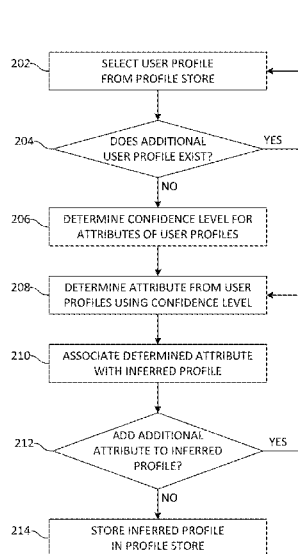 202
SELECT USER PROFILE
FROM PROFILE STORE
204
DOES ADDITIONAL
USER PROFILE EXIST?
YES
NO
206
DETERMINE CONFIDENCE LEVEL FOR
ATTRIBUTES OF USER PROFILES
208
DETERMINE ATTRIBUTE FROM USER
PROFILES USING CONFIDENCE LEVEL
210
ASSOCIATE DETERMINED ATTRIBUTE
WITH INFERRED PROFILE
212
ADD ADDITIONAL
ATTRIBUTE TO INFERRED
PROFILE?
YES
NO
214
STORE INFERRED PROFILE
IN PROFILE STORE